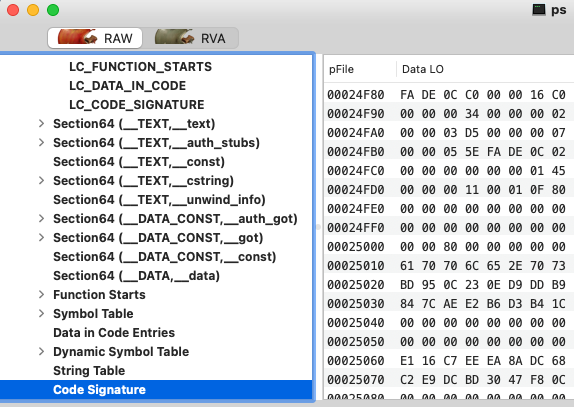 ps
RAW
RVA
LC_FUNCTION_STARTS
LC_DATA_IN_CODE
LC_CODE_SIGNATURE
Section64 (__TEXT,__text)
Section64 (__TEXT,__auth_stubs)
Section64 (__TEXT,__const)
Section64 (__TEXT,__cstring)
Section64 (__TEXT,__unwind_info)
Section64 (__DATA_CONST,__auth_got)
Section64 (__DATA_CONST,__got)
Section64 (__DATA_CONST,__const)
Section64 (__DATA,__data)
Function Starts
Symbol Table
Data in Code Entries
Dynamic Symbol Table
String Table
Code Signature
pFile Data LO
00024F80 FA DE 0C C0 00 00 16 C0
00024F90 00 00 00 34 00 00 00 02
00024FA0 00 00 03 D5 00 00 00 07
00024FB0 00 00 05 5E FA DE 0C 02
00024FC0 00 00 00 00 00 00 01 45
00024FD0 00 00 00 11 00 01 0F 80
00024FE0 00 00 00 00 00 00 00 00
00024FF0 00 00 00 00 00 00 00 00
00025000 00 00 80 00 00 00 00 00
00025010 61 70 70 6C 65 2E 70 73
00025020 BD 95 0C 23 0E D9 DD B9
00025030 84 7C AE E2 B6 D3 B4 1C
00025040 00 00 00 00 00 00 00 00
00025050 00 00 00 00 00 00 00 00
00025060 E1 16 C7 EE EA 8A DC 68
00025070 C2 E9 DC BD 30 47 F8 0C
00025080 00 00 00 00 00 00 00 00